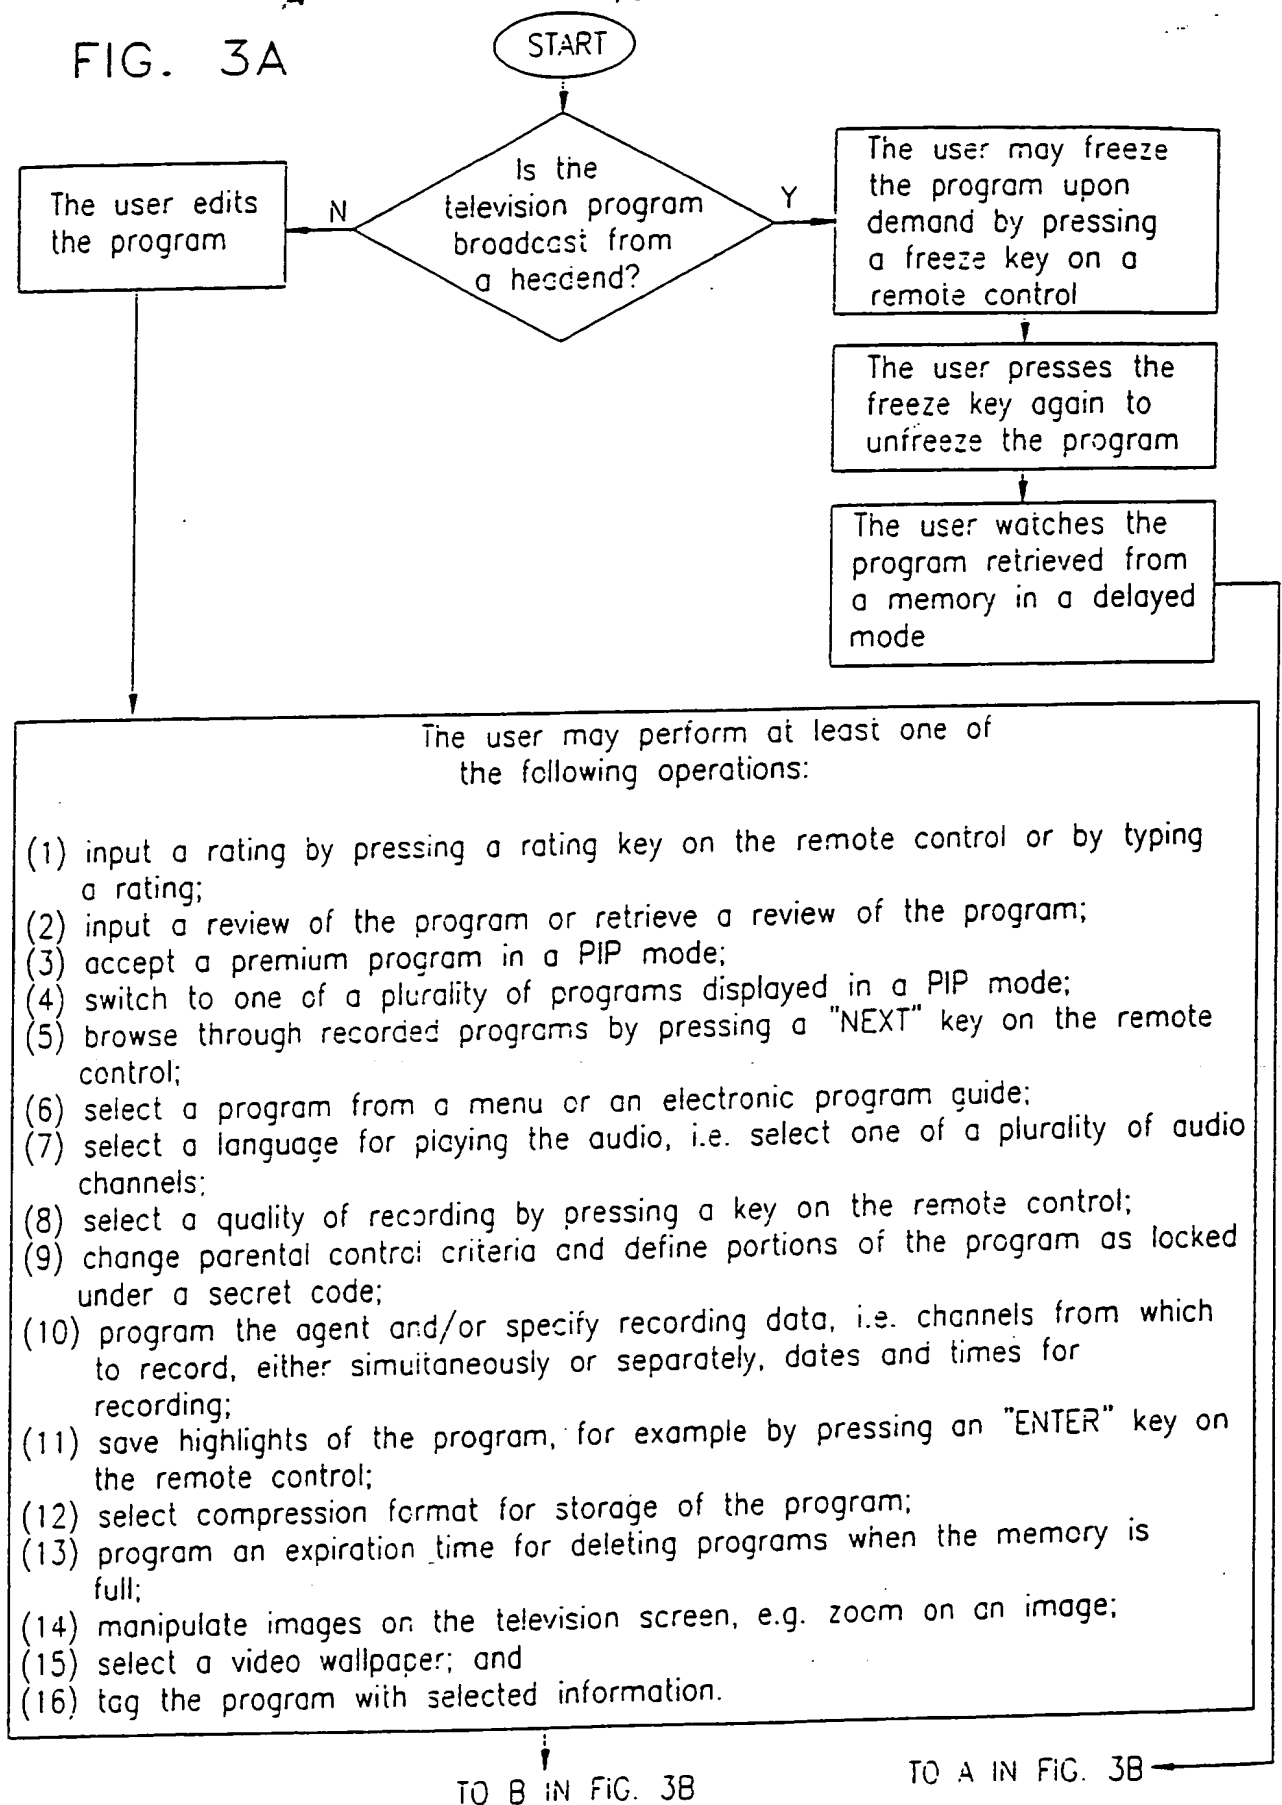 FIG. 3A
START
Is the
television program
broadcast from
a headend?
N
Y
The user edits
the program
The user may freeze
the program upon
demand by pressing
a freeze key on a
remote control
The user presses the
freeze key again to
unfreeze the program
The user watches the
program retrieved from
a memory in a delayed
mode
The user may perform at least one of
the following operations:
(1) input a rating by pressing a rating key on the remote control or by typing
a rating;
(2) input a review of the program or retrieve a review of the program;
(3) accept a premium program in a PIP mode;
(4) switch to one of a plurality of programs displayed in a PIP mode;
(5) browse through recorded programs by pressing a "NEXT" key on the remote
control;
(6) select a program from a menu or an electronic program guide;
(7) select a language for playing the audio, i.e. select one of a plurality of audio
channels;
(8) select a quality of recording by pressing a key on the remote control;
(9) change parental control criteria and define portions of the program as locked
under a secret code;
(10) program the agent and/or specify recording data, i.e. channels from which
to record, either simultaneously or separately, dates and times for
recording;
(11) save highlights of the program, for example by pressing an "ENTER" key on
the remote control;
(12) select compression format for storage of the program;
(13) program an expiration time for deleting programs when the memory is
full;
(14) manipulate images on the television screen, e.g. zoom on an image;
(15) select a video wallpaper; and
(16) tag the program with selected information.
TO B IN FIG. 3B
TO A IN FIG. 3B